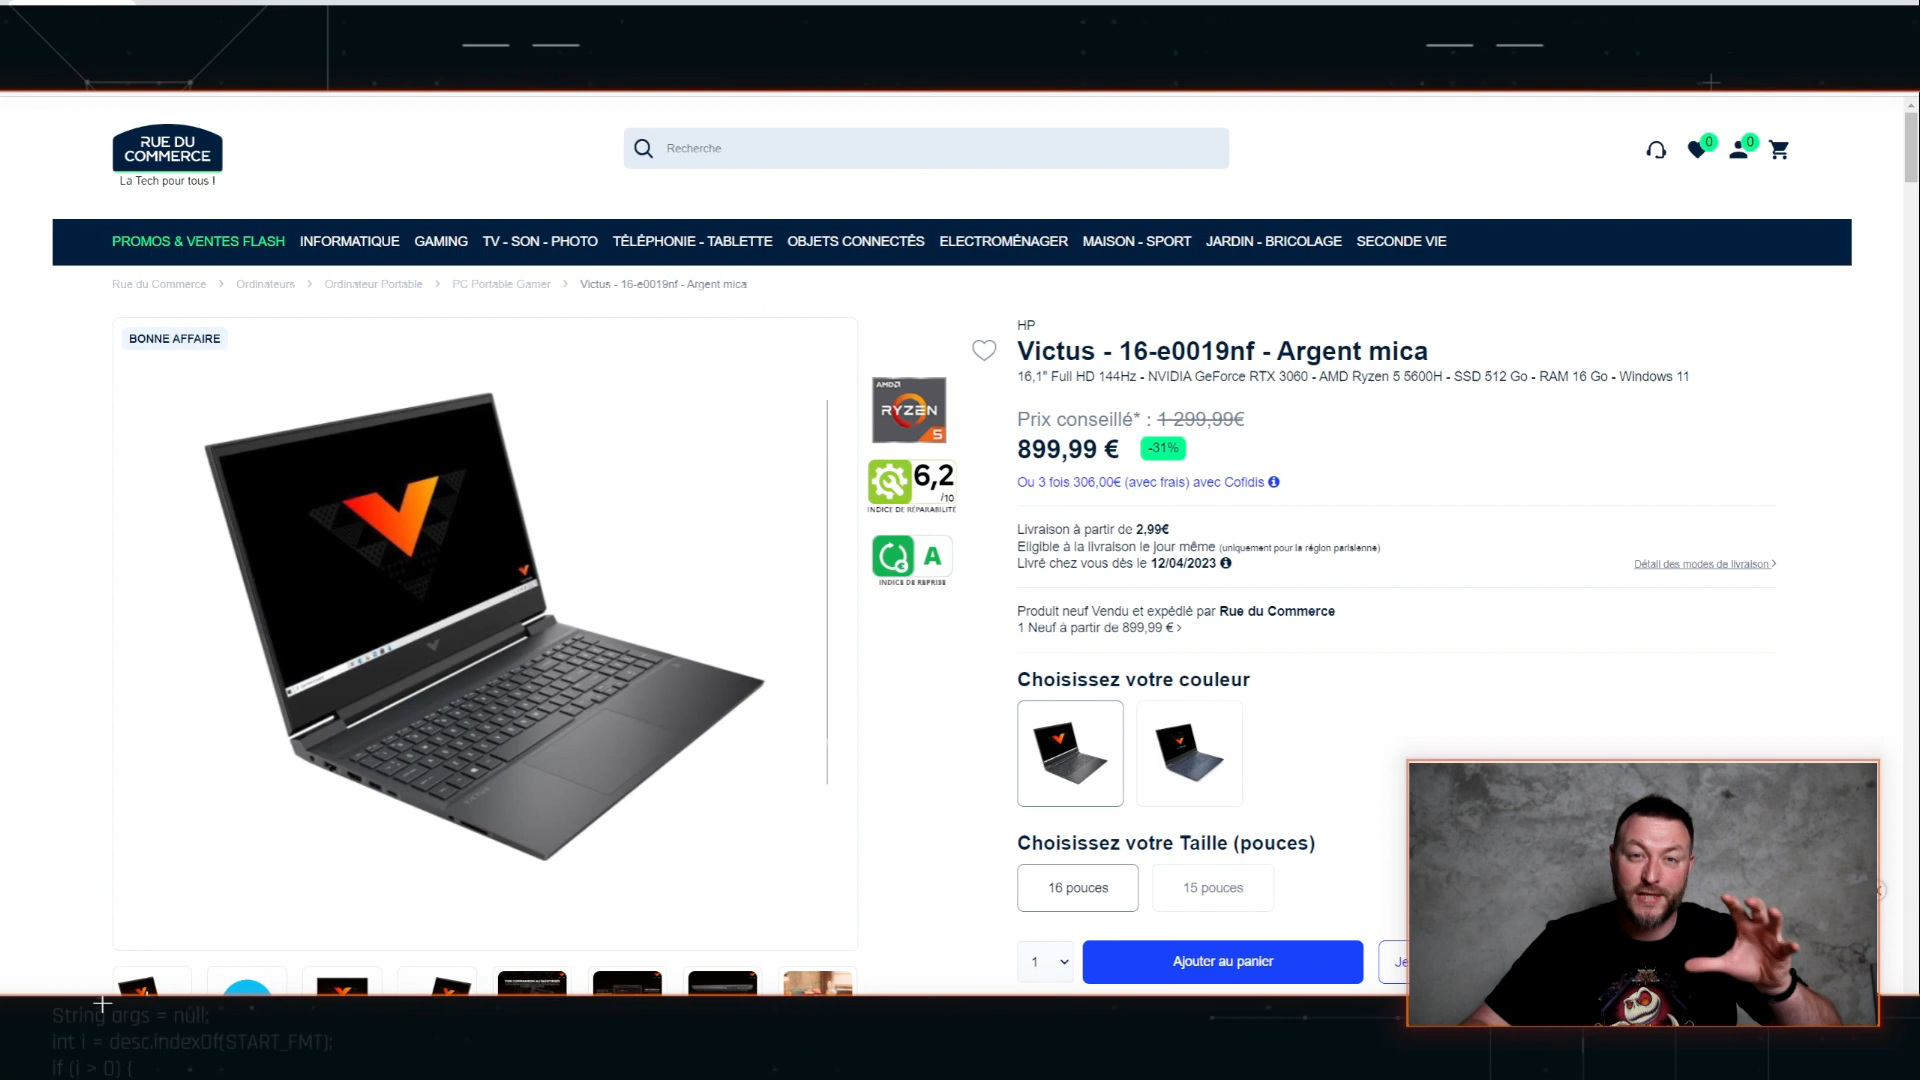 RUE DU
COMMERCE
La Tech pour tous !
Recherche
0
0
PROMOS & VENTES FLASH INFORMATIQUE GAMING TV - SON - PHOTO TÉLÉPHONIE - TABLETTE OBJETS CONNECTÉS ELECTROMÉNAGER MAISON - SPORT JARDIN - BRICOLAGE SECONDE VIE
Rue du Commerce > Ordinateurs > Ordinateur Portable > PC Portable Gamer > Victus - 16-e0019nf - Argent mica
BONNE AFFAIRE
AMD
RYZEN
5
6,2
/10
INDICE DE RÉPARABILITÉ
A
INDICE DE REPRISE
HP
Victus - 16-e0019nf - Argent mica
16,1" Full HD 144Hz - NVIDIA GeForce RTX 3060 - AMD Ryzen 5 5600H - SSD 512 Go - RAM 16 Go - Windows 11
Prix conseillé* : 1 299,99€
899,99 € -31%
Ou 3 fois 306,00€ (avec frais) avec Cofidis
Livraison à partir de 2,99€
Eligible à la livraison le jour même (uniquement pour la région parisienne)
Livré chez vous dès le 12/04/2023
Détail des modes de livraison >
Produit neuf Vendu et expédié par Rue du Commerce
1 Neuf à partir de 899,99 € >
Choisissez votre couleur
Choisissez votre Taille (pouces)
16 pouces
15 pouces
1
Ajouter au panier
Je
String args = null;
int i = desc.indexOf(START_FMT);
if (i > 0) {